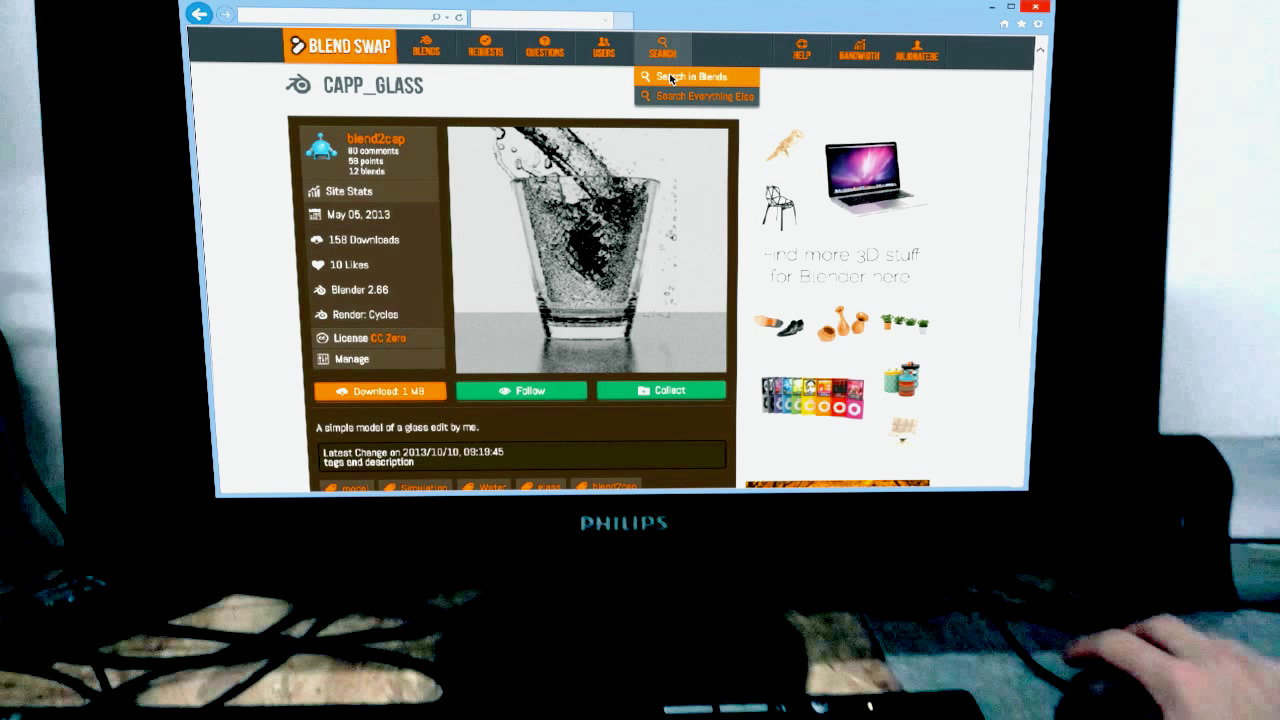 BLEND SWAP
BLENDS
REQUESTS
QUESTIONS
USERS
SEARCH
HELP
BANDWIDTH
Search in Blends
Search Everything Else
CAPP_GLASS
blend2cap
80 comments
58 points
12 blends
Site Stats
May 05, 2013
158 Downloads
10 Likes
Blender 2.66
Render: Cycles
License CC Zero
Manage
Download: 1 MB
Follow
Collect
A simple model of a glass edit by me.
Latest Change on 2013/10/10, 09:19:45
tags and description
model Simulation Water glass blend2cap
Find more 3D stuff
for Blender here
PHILIPS